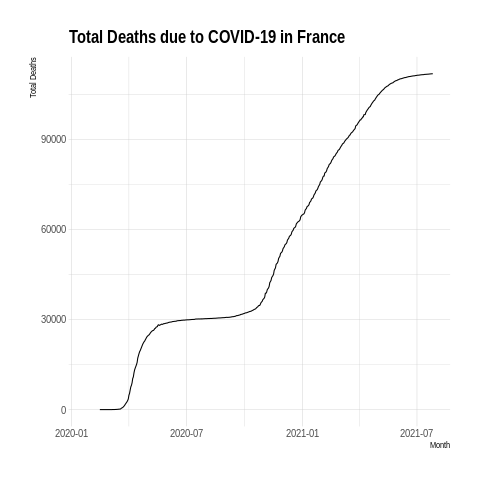 Total Deaths due to COVID-19 in France
Total Deaths
90000
60000
30000
0
2020-01 2020-07 2021-01 2021-07
Month